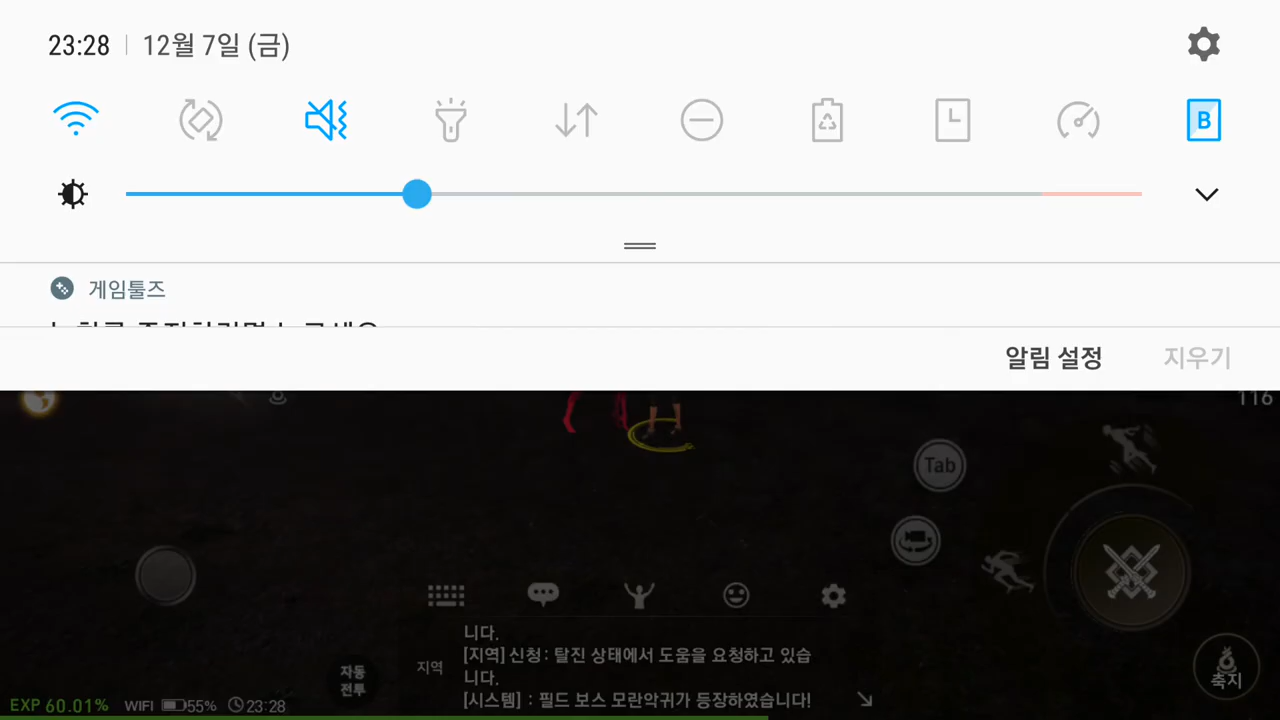 23:28 | 12월 7일 (금)
B
게임툴즈
알림 설정 지우기
116
Tab
니다.
[지역] 신청 : 탈진 상태에서 도움을 요청하고 있습
지역
니다.
[시스템] : 필드 보스 모란악귀가 등장하였습니다!
자동
전투
축지
EXP 60.01% WIFI 55% 23:28